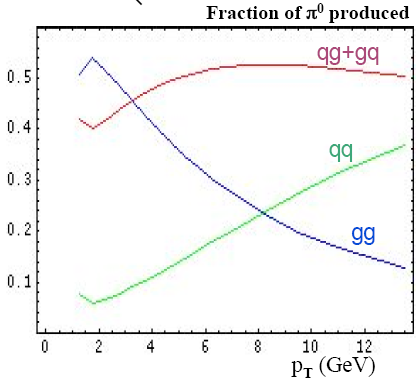 Fraction of π⁰ produced
qg+gq
0.5
0.4
qq
0.3
0.2
gg
0.1
0 2 4 6 8 10 12
pT (GeV)